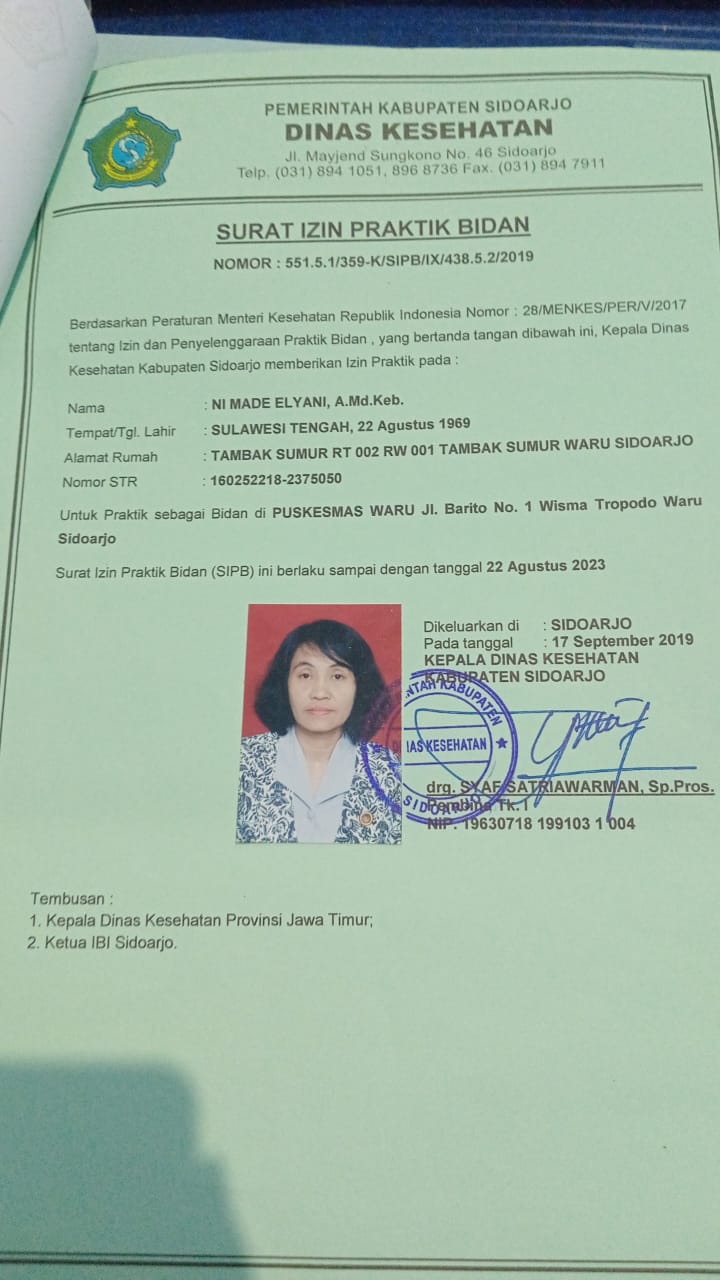 PEMERINTAH KABUPATEN SIDOARJO
DINAS KESEHATAN
Jl. Mayjend Sungkono No. 46 Sidoarjo
Telp. (031) 894 1051, 896 8736 Fax. (031) 894 7911
SURAT IZIN PRAKTIK BIDAN
NOMOR : 551.5.1/359-K/SIPB/IX/438.5.2/2019
Berdasarkan Peraturan Menteri Kesehatan Republik Indonesia Nomor : 28/MENKES/PER/V/2017
tentang Izin dan Penyelenggaraan Praktik Bidan , yang bertanda tangan dibawah ini, Kepala Dinas
Kesehatan Kabupaten Sidoarjo memberikan Izin Praktik pada :
Nama : NI MADE ELYANI, A.Md.Keb.
Tempat/Tgl. Lahir : SULAWESI TENGAH, 22 Agustus 1969
Alamat Rumah : TAMBAK SUMUR RT 002 RW 001 TAMBAK SUMUR WARU SIDOARJO
Nomor STR : 160252218-2375050
Untuk Praktik sebagai Bidan di PUSKESMAS WARU Jl. Barito No. 1 Wisma Tropodo Waru
Sidoarjo
Surat Izin Praktik Bidan (SIPB) ini berlaku sampai dengan tanggal 22 Agustus 2023
Dikeluarkan di : SIDOARJO
Pada tanggal : 17 September 2019
KEPALA DINAS KESEHATAN
KABUPATEN SIDOARJO
KABUPATEN
KESEHATAN
drg. SYAF SATRIAWARMAN, Sp.Pros.
Pembina Tk. I
NIP. 19630718 199103 1 004
Tembusan :
1. Kepala Dinas Kesehatan Provinsi Jawa Timur;
2. Ketua IBI Sidoarjo.